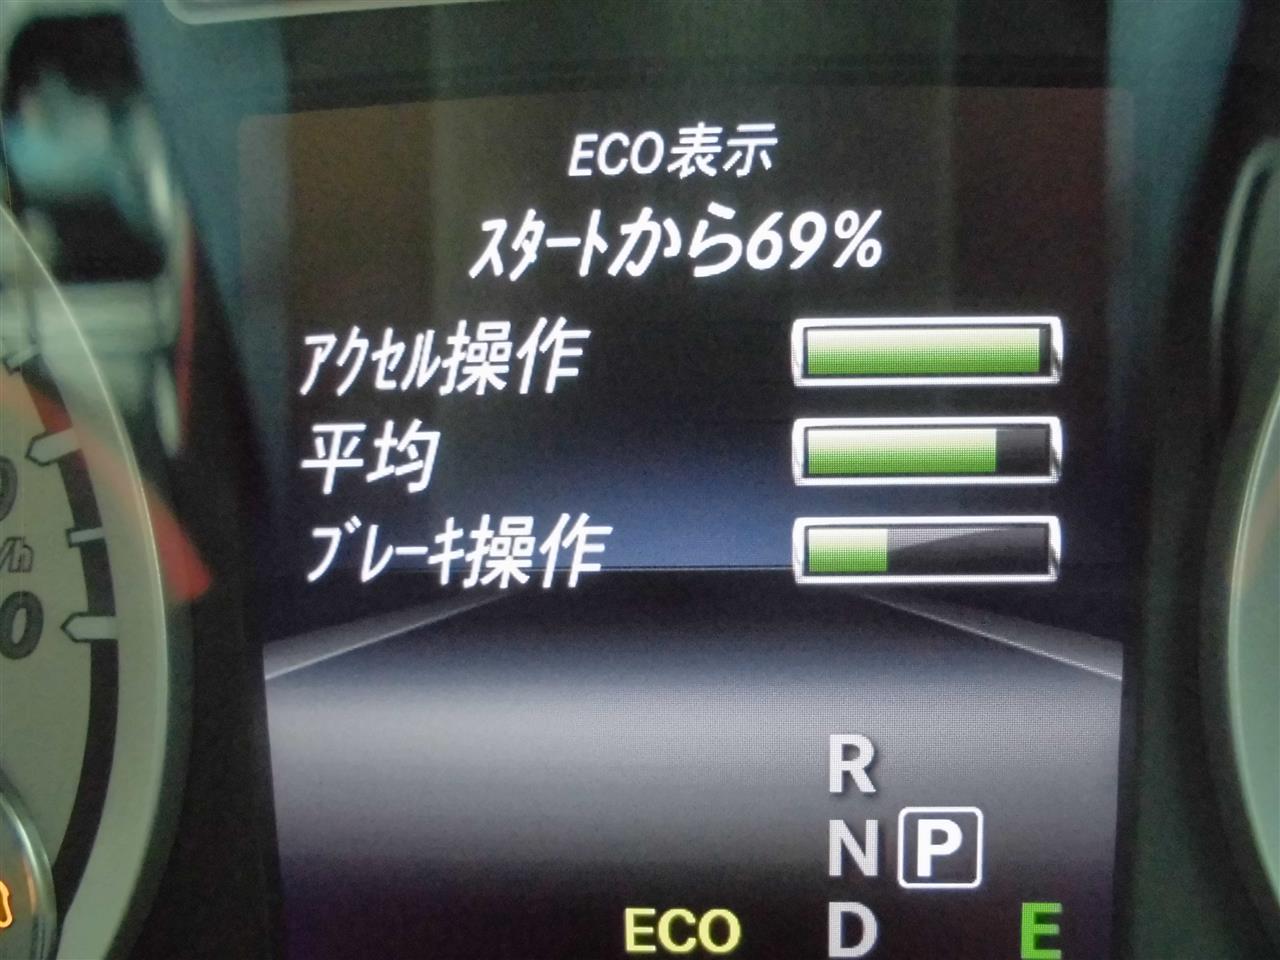 ECO表示
スタートから69%
アクセル操作
平均
ブレーキ操作
R
N P
ECO D E